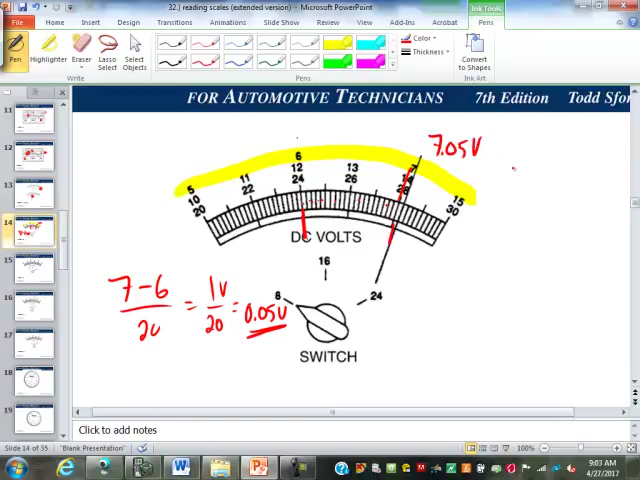 32.) reading scales (extended version) - PowerPoint
Ink Tools
File Home Insert Design Transitions Animations Slide Show Review View Add-Ins Acrobat Pens
Pen Highlighter Eraser Lasso Select Select Objects
Color
Thickness
Convert to Shapes
Write Pens Ink Art
FOR AUTOMOTIVE TECHNICIANS 7th Edition Todd Sfor
11
12
13
14
15
16
17
18
19
7.05V
6
5 11 12 13 7 15
10 22 24 26 30
20
DC VOLTS
16
8 24
SWITCH
7-6 / 20 = 1V / 20 = 0.05V
Click to add notes
Slide 14 of 35 "Blank Presentation" 100%
9:03 AM
4/27/2017